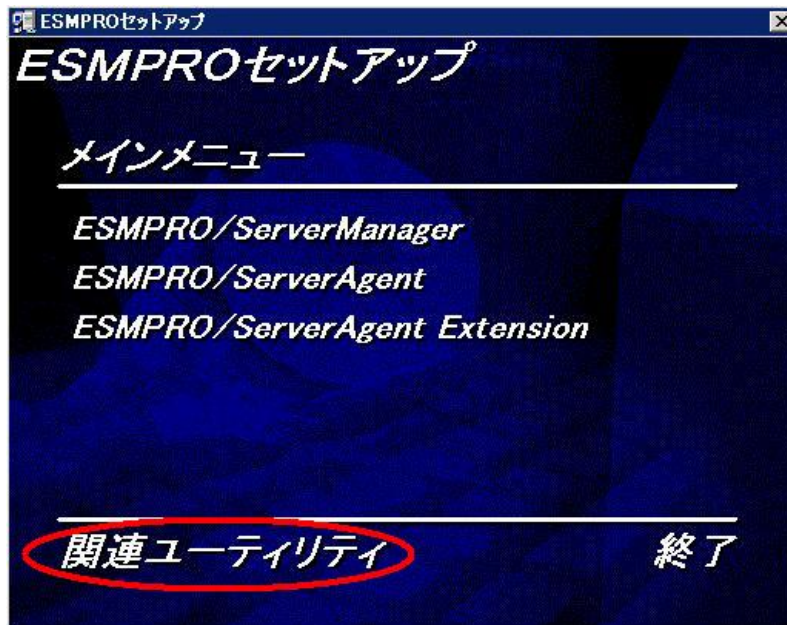 ESMPROセットアップ
ESMPROセットアップ
メインメニュー
ESMPRO/ServerManager
ESMPRO/ServerAgent
ESMPRO/ServerAgent Extension
関連ユーティリティ 終了